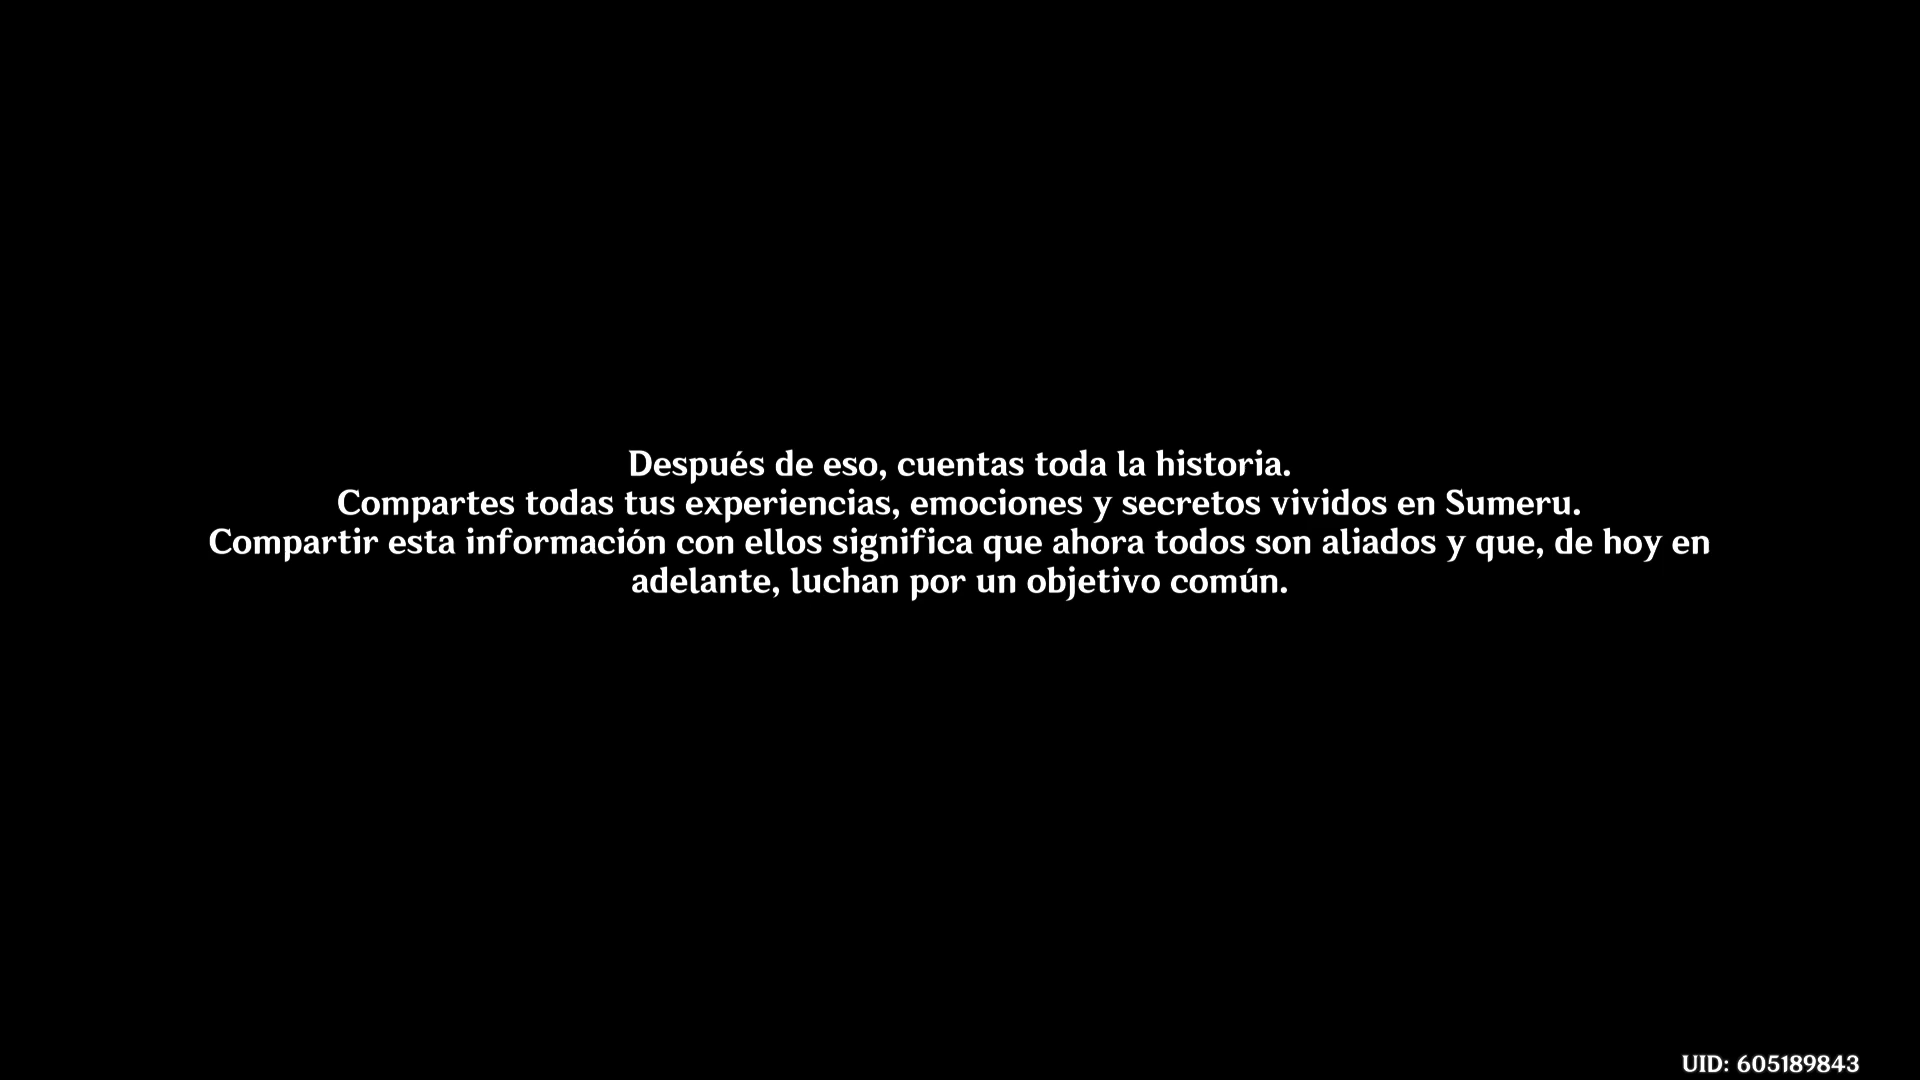 Después de eso, cuentas toda la historia.
Compartes todas tus experiencias, emociones y secretos vividos en Sumeru.
Compartir esta información con ellos significa que ahora todos son aliados y que, de hoy en
adelante, luchan por un objetivo común.
UID: 605189843